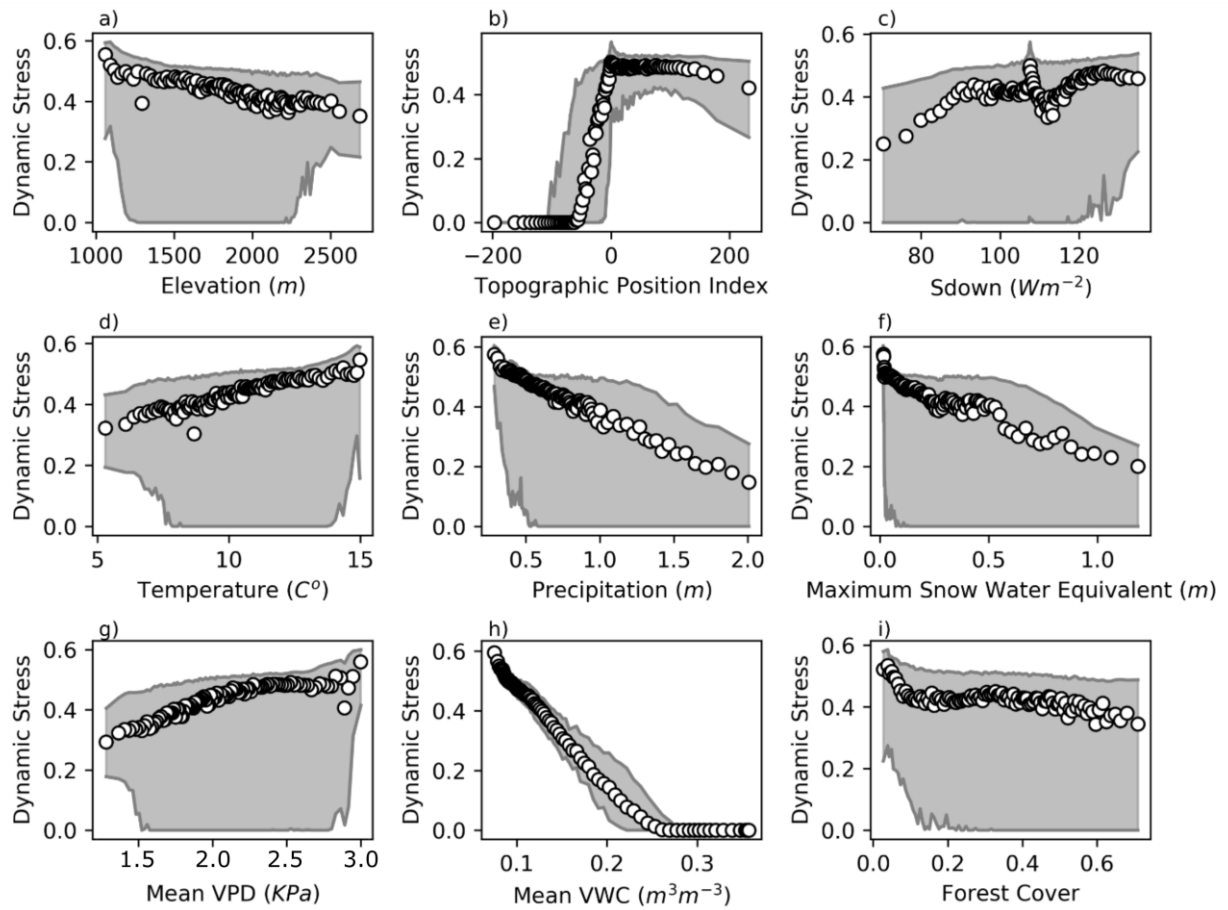 a)
b)
c)
Dynamic Stress
0.6
0.4
0.2
0.0
1000 1500 2000 2500
Elevation (m)
Dynamic Stress
0.4
0.2
0.0
−200 −100 0 100 200
Topographic Position Index
Dynamic Stress
0.6
0.4
0.2
0.0
80 100 120
Sdown (Wm⁻²)
d)
e)
f)
Dynamic Stress
0.6
0.4
0.2
0.0
5 10 15
Temperature (Cᵒ)
Dynamic Stress
0.6
0.4
0.2
0.0
0.5 1.0 1.5 2.0
Precipitation (m)
Dynamic Stress
0.6
0.4
0.2
0.0
0.0 0.5 1.0
Maximum Snow Water Equivalent (m)
g)
h)
i)
Dynamic Stress
0.6
0.4
0.2
0.0
1.5 2.0 2.5 3.0
Mean VPD (KPa)
Dynamic Stress
0.6
0.4
0.2
0.0
0.1 0.2 0.3
Mean VWC (m³m⁻³)
Dynamic Stress
0.6
0.4
0.2
0.0
0.0 0.2 0.4 0.6
Forest Cover